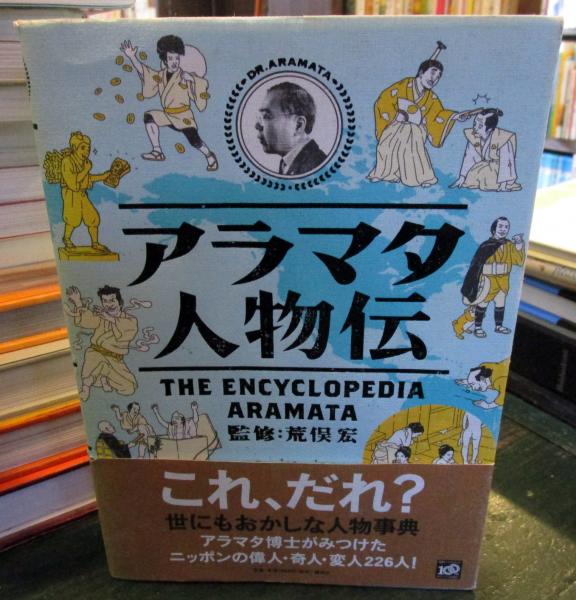 DR.ARAMATA
アラマタ
人物伝
THE ENCYCLOPEDIA
ARAMATA
監修:荒俣 宏
これ、だれ?
世にもおかしな人物事典
アラマタ博士がみつけた
ニッポンの偉人・奇人・変人226人!
100